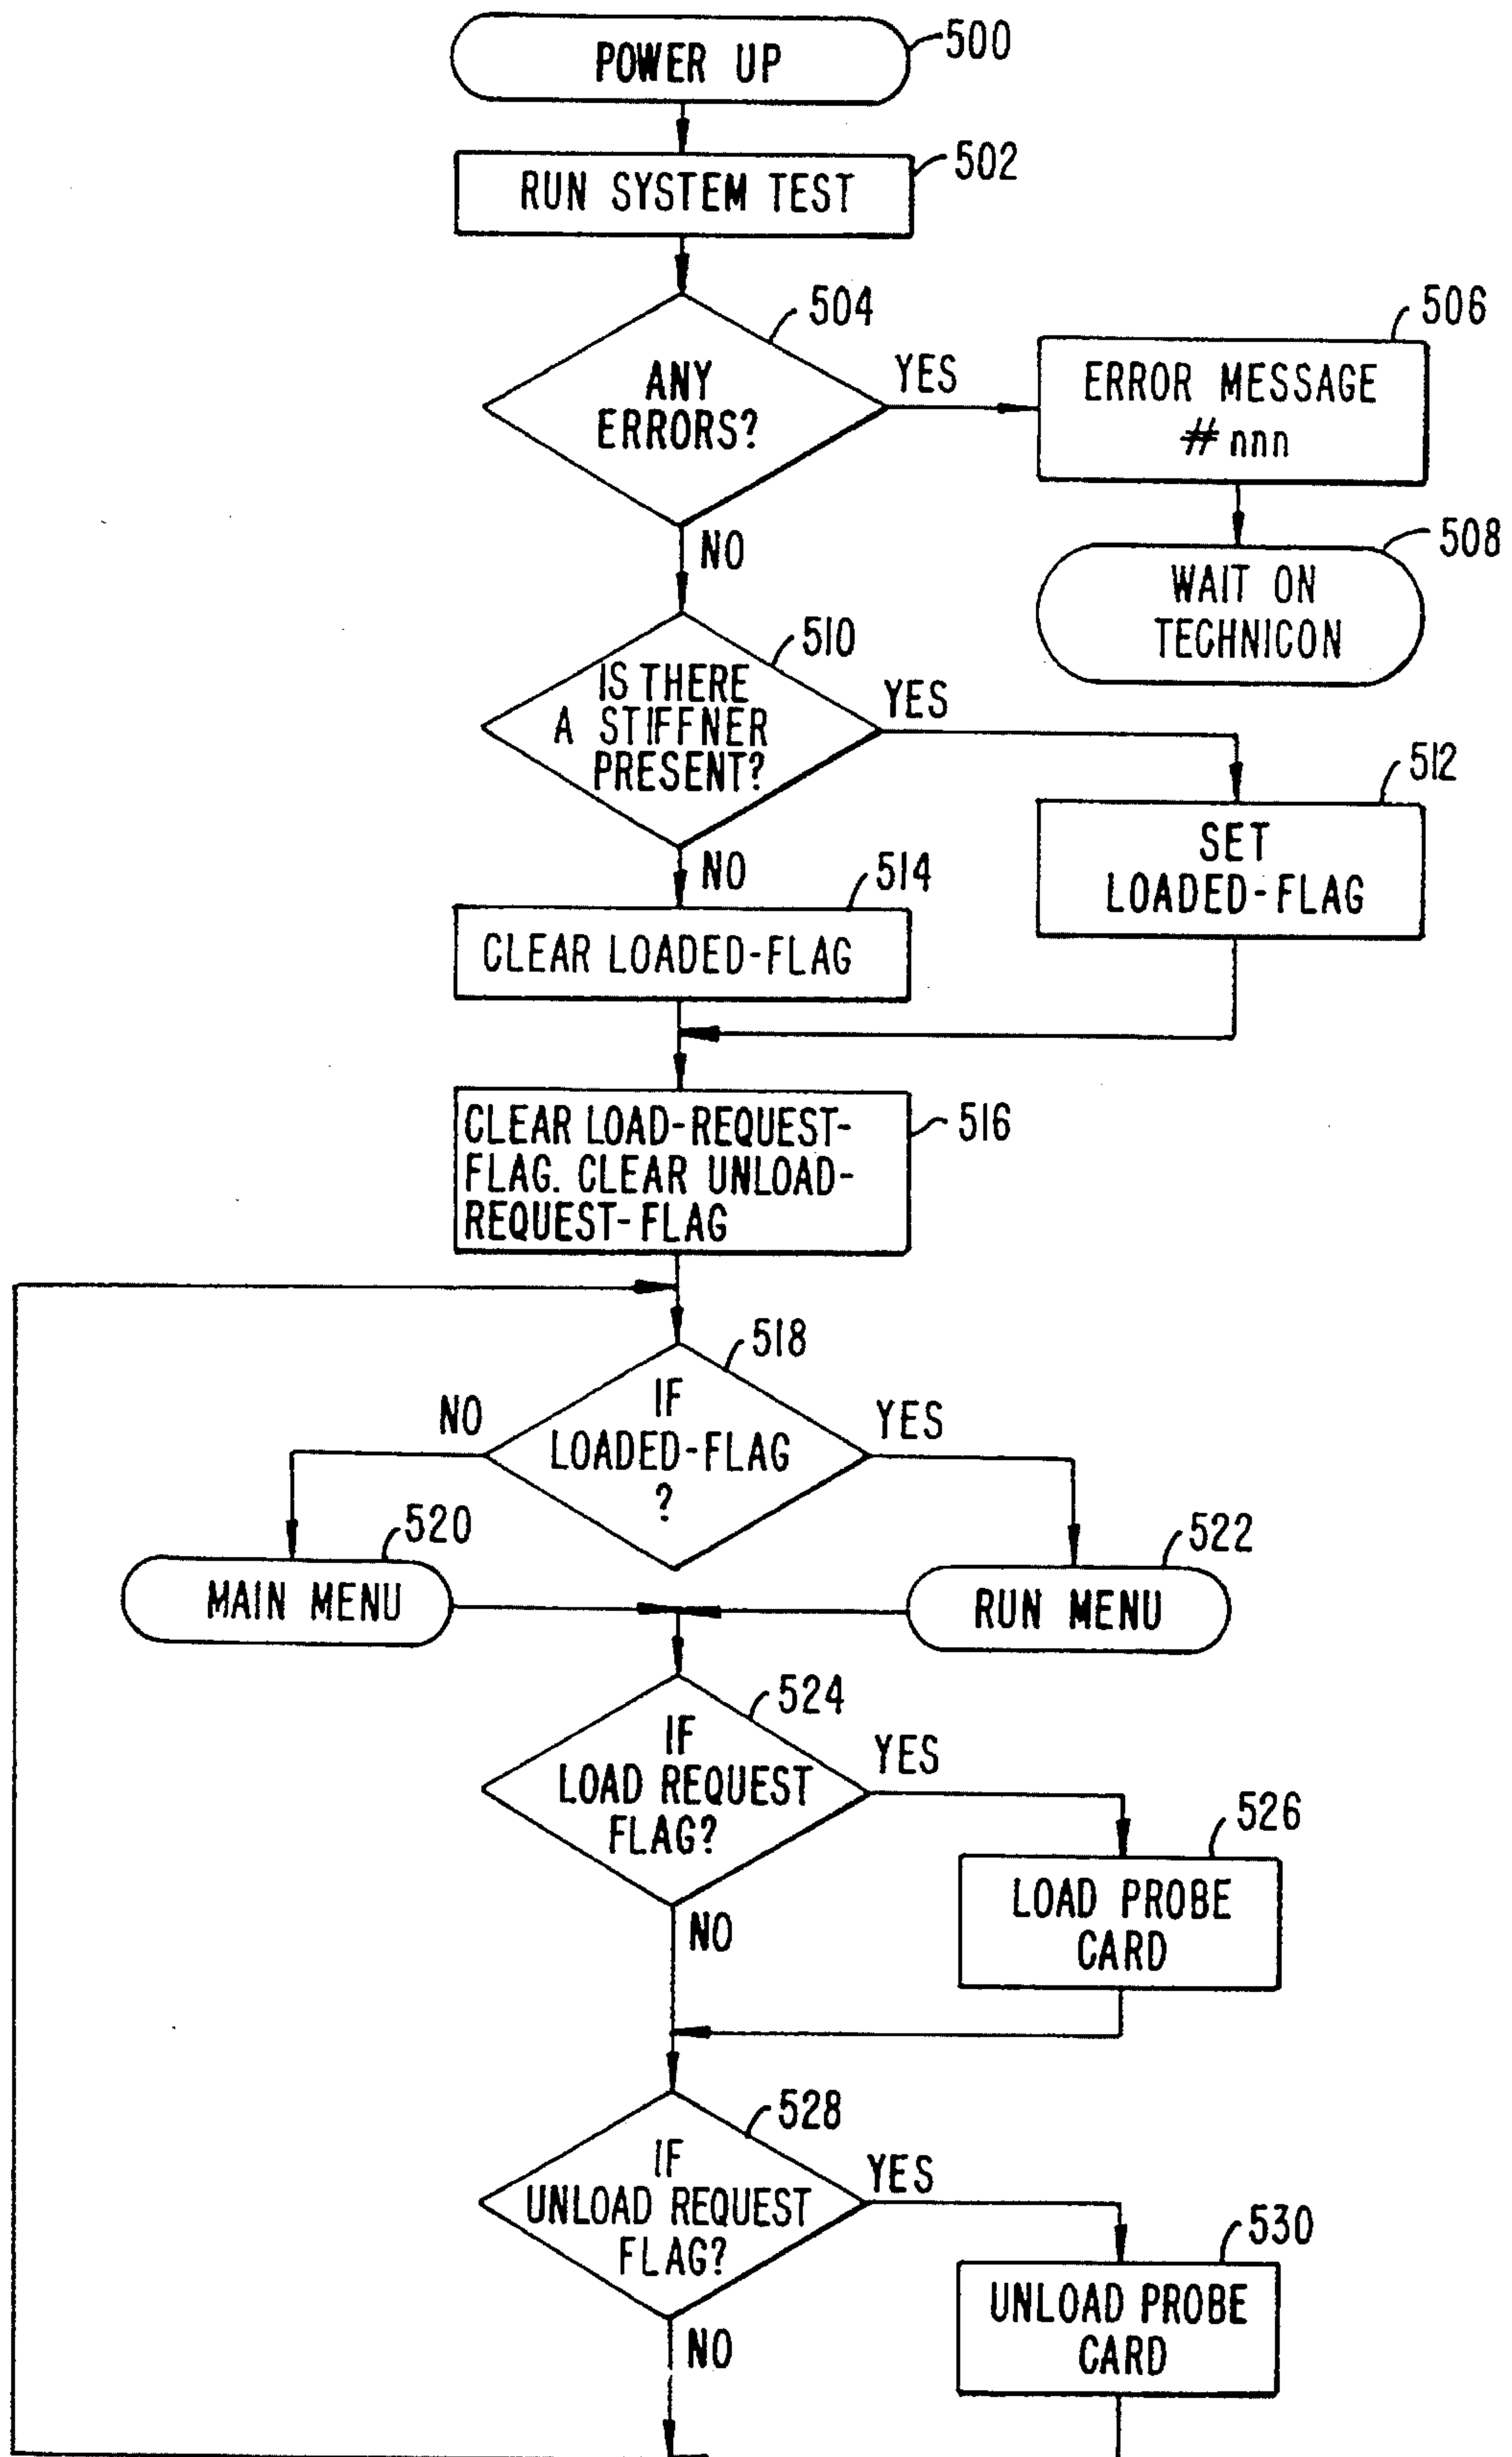 POWER UP
500
RUN SYSTEM TEST
502
504
ANY
ERRORS?
YES
506
ERROR MESSAGE
#nnn
NO
508
WAIT ON
TECHNICON
510
IS THERE
A STIFFNER
PRESENT?
YES
512
SET
LOADED-FLAG
NO
514
CLEAR LOADED-FLAG
516
CLEAR LOAD-REQUEST-
FLAG. CLEAR UNLOAD-
REQUEST-FLAG
518
IF
LOADED-FLAG
?
NO
YES
520
MAIN MENU
522
RUN MENU
524
IF
LOAD REQUEST
FLAG?
YES
526
LOAD PROBE
CARD
NO
528
IF
UNLOAD REQUEST
FLAG?
YES
530
UNLOAD PROBE
CARD
NO